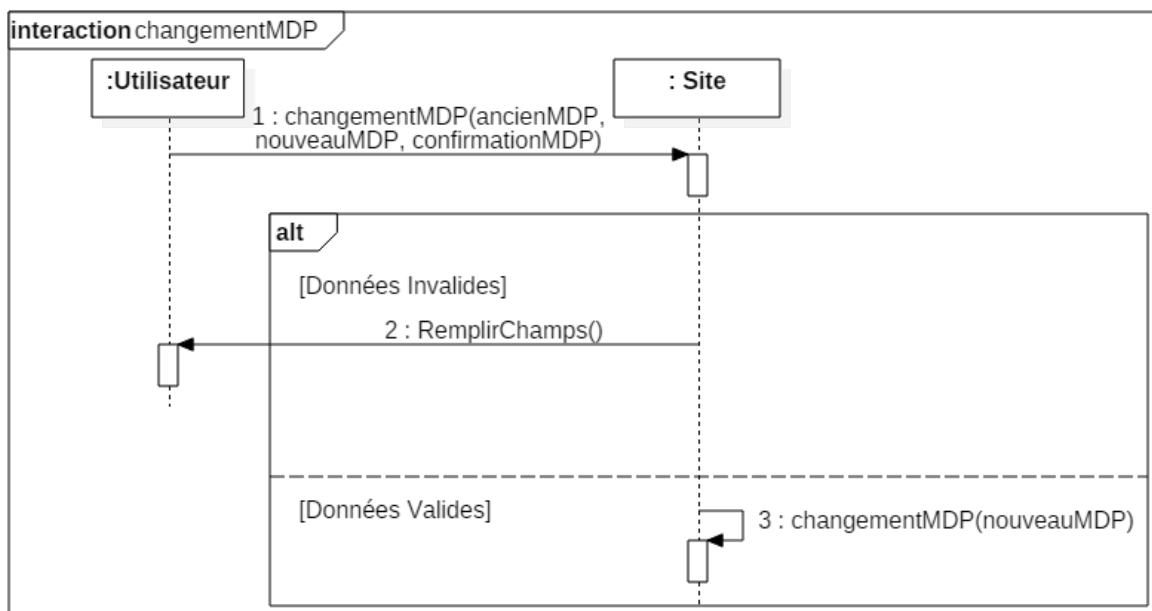 interaction changementMDP
:Utilisateur
: Site
1 : changementMDP(ancienMDP,
nouveauMDP, confirmationMDP)
alt
[Données Invalides]
2 : RemplirChamps()
[Données Valides]
3 : changementMDP(nouveauMDP)